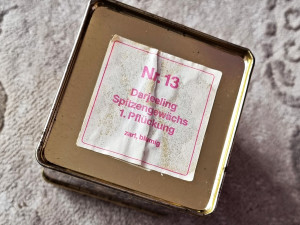 Nr. 13
Darjeeling
Spitzengewächs
1. Pflückung
zart, blumig